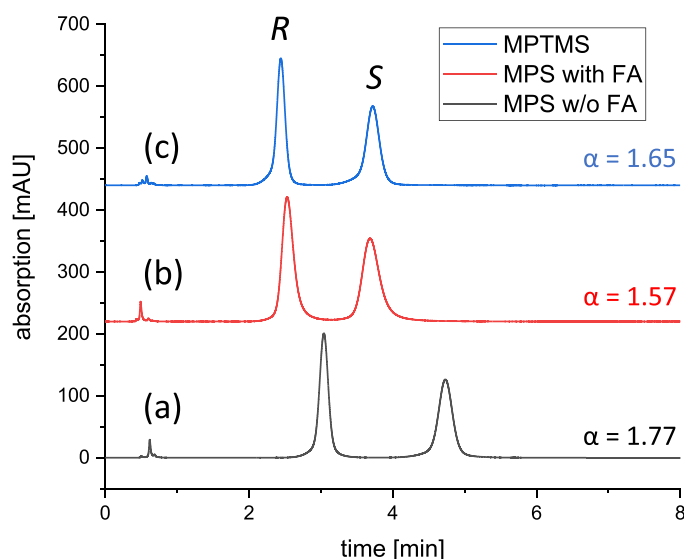 700
600
500
400
300
200
100
0
absorption [mAU]
R
S
MPTMS
MPS with FA
MPS w/o FA
(c)
α = 1.65
(b)
α = 1.57
(a)
α = 1.77
0
2
4
6
8
time [min]